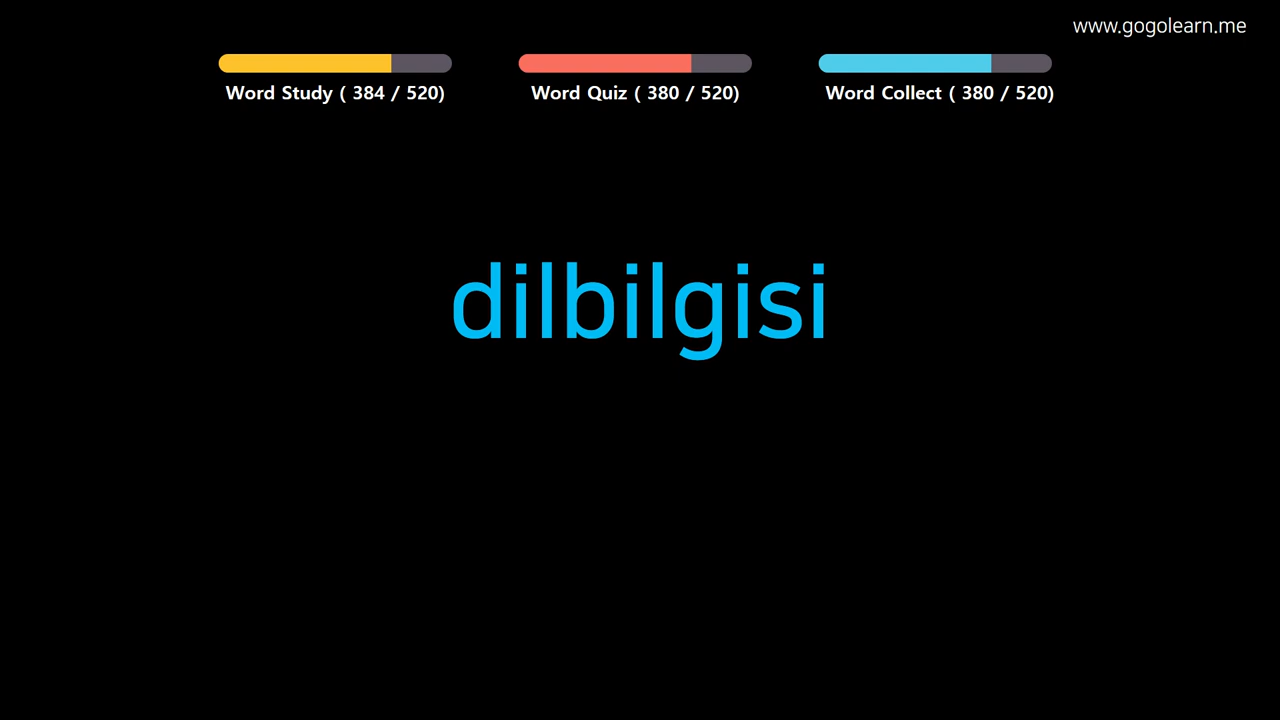 www.gogolearn.me
Word Study ( 384 / 520)
Word Quiz ( 380 / 520)
Word Collect ( 380 / 520)
dilbilgisi